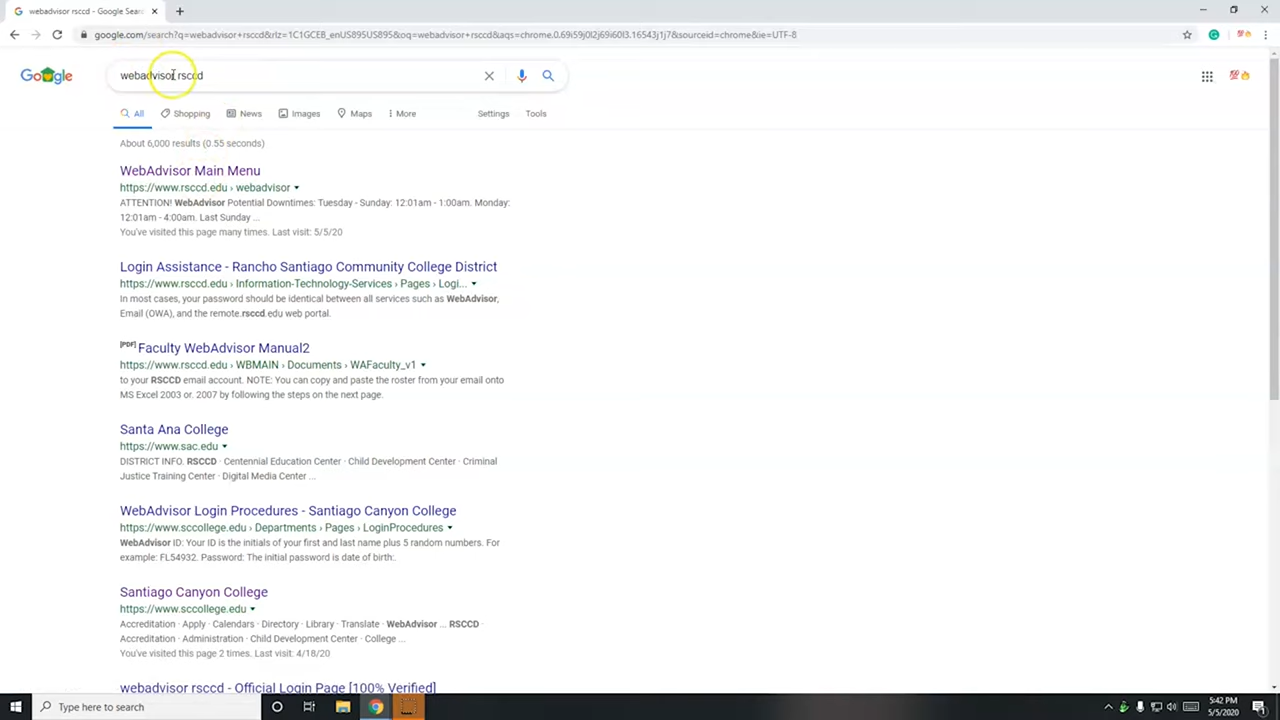 webadvisor rsccd - Google Sear
google.com/search?q=webadvisor+rsccd&rlz=1C1GCEB_enUS895US895&oq=webadvisor+rsccd&aqs=chrome.0.69i59j0l2j69i60l3.16543j1j7&sourceid=chrome&ie=UTF-8
Google
webadvisor rsccd
All Shopping News Images Maps More Settings Tools
About 6,000 results (0.55 seconds)
WebAdvisor Main Menu
https://www.rsccd.edu › webadvisor
ATTENTION! WebAdvisor Potential Downtimes: Tuesday - Sunday: 12:01am - 1:00am. Monday:
12:01am - 4:00am. Last Sunday ...
You've visited this page many times. Last visit: 5/5/20
Login Assistance - Rancho Santiago Community College District
https://www.rsccd.edu › Information-Technology-Services › Pages › Logi...
In most cases, your password should be identical between all services such as WebAdvisor,
Email (OWA), and the remote.rsccd.edu web portal.
[PDF] Faculty WebAdvisor Manual2
https://www.rsccd.edu › WBMAIN › Documents › WAFaculty_v1
to your RSCCD email account. NOTE: You can copy and paste the roster from your email onto
MS Excel 2003 or. 2007 by following the steps on the next page.
Santa Ana College
https://www.sac.edu
DISTRICT INFO. RSCCD · Centennial Education Center · Child Development Center · Criminal
Justice Training Center · Digital Media Center ...
WebAdvisor Login Procedures - Santiago Canyon College
https://www.sccollege.edu › Departments › Pages › LoginProcedures
WebAdvisor ID: Your ID is the initials of your first and last name plus 5 random numbers. For
example: FL54932. Password: The initial password is date of birth:.
Santiago Canyon College
https://www.sccollege.edu
Accreditation · Apply · Calendars · Directory · Library · Translate · WebAdvisor ... RSCCD ·
Accreditation · Administration · Child Development Center · College ...
You've visited this page 2 times. Last visit: 4/18/20
webadvisor rsccd - Official Login Page [100% Verified]
Type here to search
5:42 PM
5/5/2020